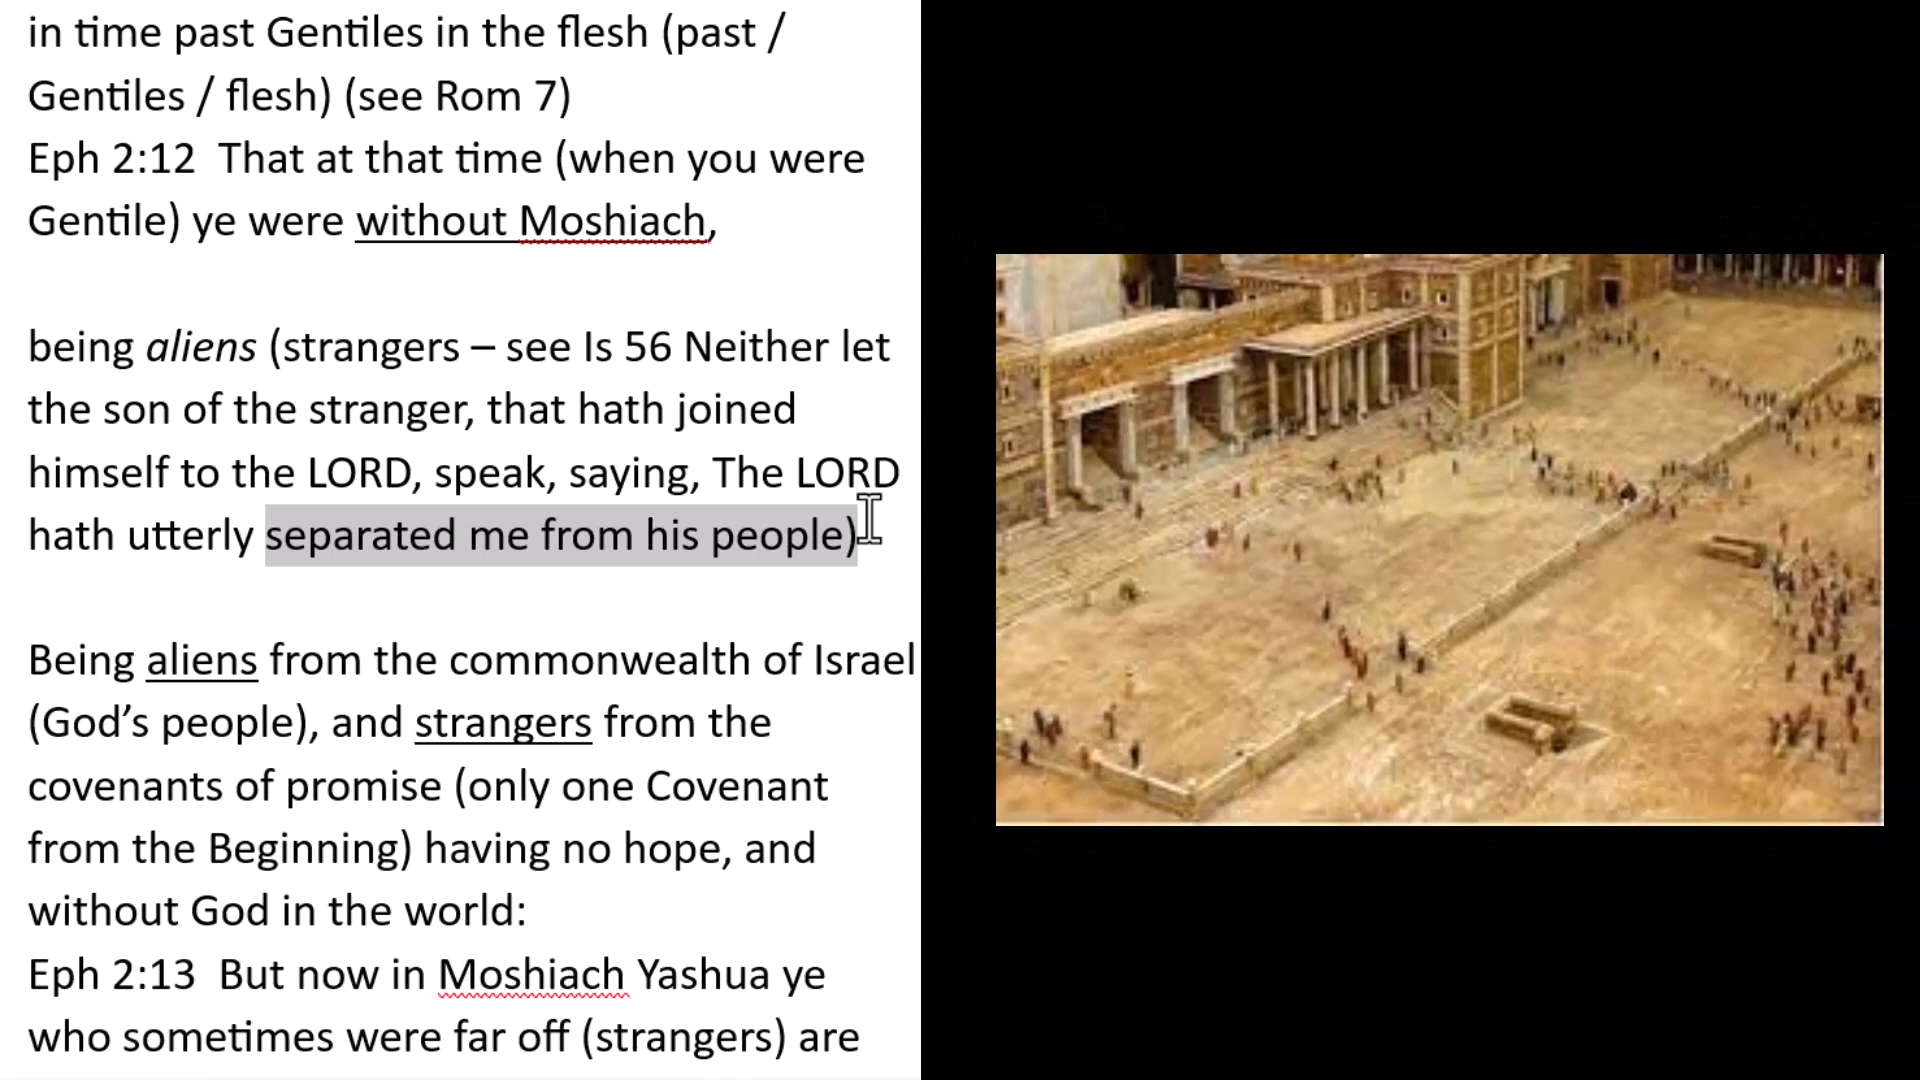 in time past Gentiles in the flesh (past /
Gentiles / flesh) (see Rom 7)
Eph 2:12  That at that time (when you were
Gentile) ye were without Moshiach,
being aliens (strangers – see Is 56 Neither let
the son of the stranger, that hath joined
himself to the LORD, speak, saying, The LORD
hath utterly separated me from his people)
Being aliens from the commonwealth of Israel
(God’s people), and strangers from the
covenants of promise (only one Covenant
from the Beginning) having no hope, and
without God in the world:
Eph 2:13  But now in Moshiach Yashua ye
who sometimes were far off (strangers) are